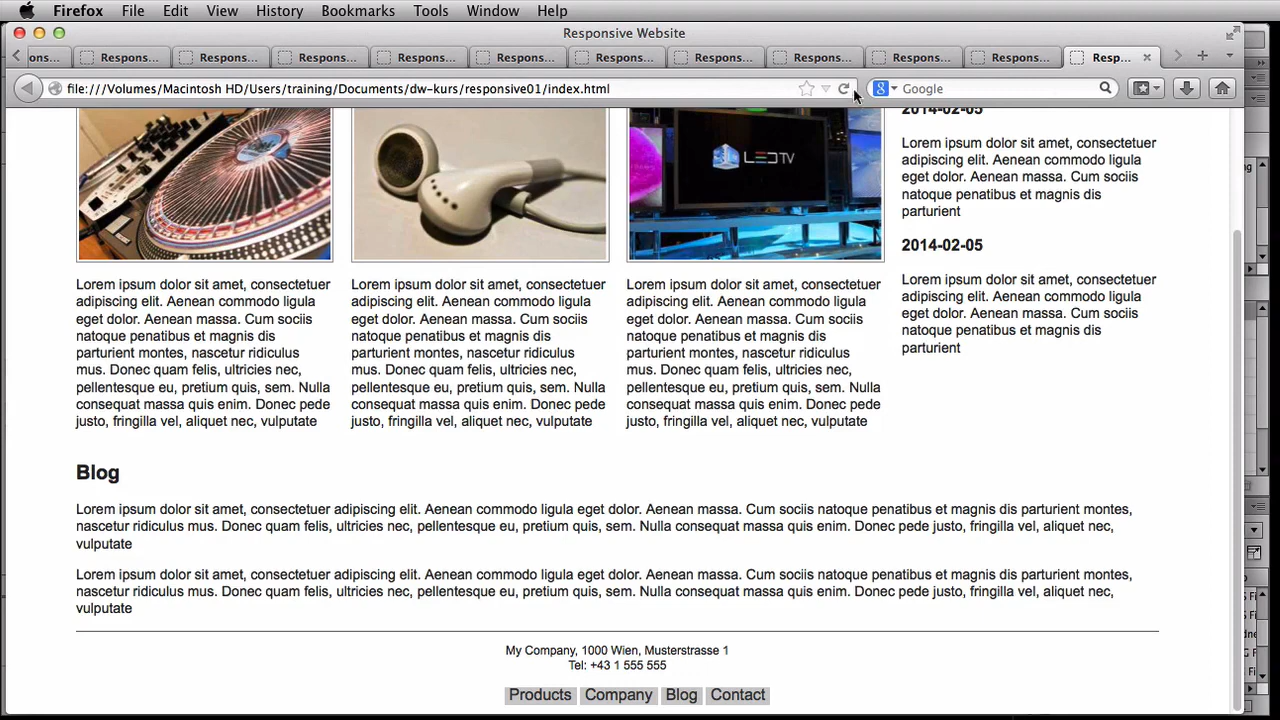 Firefox File Edit View History Bookmarks Tools Window Help
Responsive Website
ons... Respons... Respons... Respons... Respons... Respons... Respons... Respons... Respons... Respons... Respons... Resp...
file:///Volumes/Macintosh HD/Users/training/Documents/dw-kurs/responsive01/index.html
Google
LEDTV
Lorem ipsum dolor sit amet, consectetuer
adipiscing elit. Aenean commodo ligula
eget dolor. Aenean massa. Cum sociis
natoque penatibus et magnis dis
parturient montes, nascetur ridiculus
mus. Donec quam felis, ultricies nec,
pellentesque eu, pretium quis, sem. Nulla
consequat massa quis enim. Donec pede
justo, fringilla vel, aliquet nec, vulputate
Lorem ipsum dolor sit amet, consectetuer
adipiscing elit. Aenean commodo ligula
eget dolor. Aenean massa. Cum sociis
natoque penatibus et magnis dis
parturient montes, nascetur ridiculus
mus. Donec quam felis, ultricies nec,
pellentesque eu, pretium quis, sem. Nulla
consequat massa quis enim. Donec pede
justo, fringilla vel, aliquet nec, vulputate
Lorem ipsum dolor sit amet, consectetuer
adipiscing elit. Aenean commodo ligula
eget dolor. Aenean massa. Cum sociis
natoque penatibus et magnis dis
parturient montes, nascetur ridiculus
mus. Donec quam felis, ultricies nec,
pellentesque eu, pretium quis, sem. Nulla
consequat massa quis enim. Donec pede
justo, fringilla vel, aliquet nec, vulputate
2014-02-05
Lorem ipsum dolor sit amet, consectetuer
adipiscing elit. Aenean commodo ligula
eget dolor. Aenean massa. Cum sociis
natoque penatibus et magnis dis
parturient
2014-02-05
Lorem ipsum dolor sit amet, consectetuer
adipiscing elit. Aenean commodo ligula
eget dolor. Aenean massa. Cum sociis
natoque penatibus et magnis dis
parturient
Blog
Lorem ipsum dolor sit amet, consectetuer adipiscing elit. Aenean commodo ligula eget dolor. Aenean massa. Cum sociis natoque penatibus et magnis dis parturient montes,
nascetur ridiculus mus. Donec quam felis, ultricies nec, pellentesque eu, pretium quis, sem. Nulla consequat massa quis enim. Donec pede justo, fringilla vel, aliquet nec,
vulputate
Lorem ipsum dolor sit amet, consectetuer adipiscing elit. Aenean commodo ligula eget dolor. Aenean massa. Cum sociis natoque penatibus et magnis dis parturient montes,
nascetur ridiculus mus. Donec quam felis, ultricies nec, pellentesque eu, pretium quis, sem. Nulla consequat massa quis enim. Donec pede justo, fringilla vel, aliquet nec,
vulputate
My Company, 1000 Wien, Musterstrasse 1
Tel: +43 1 555 555
Products Company Blog Contact